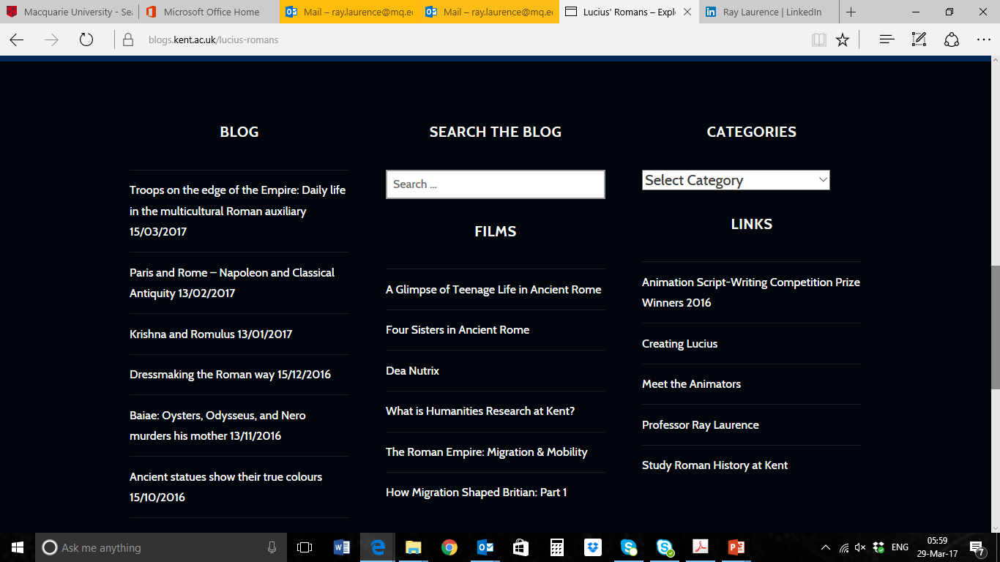 Macquarie University - Sea
Microsoft Office Home
Mail – ray.laurence@mq.ec
Mail – ray.laurence@mq.ec
Lucius' Romans – Expl
Ray Laurence | LinkedIn
blogs.kent.ac.uk/lucius-romans
BLOG
Troops on the edge of the Empire: Daily life
in the multicultural Roman auxiliary
15/03/2017
Paris and Rome – Napoleon and Classical
Antiquity 13/02/2017
Krishna and Romulus 13/01/2017
Dressmaking the Roman way 15/12/2016
Baiae: Oysters, Odysseus, and Nero
murders his mother 13/11/2016
Ancient statues show their true colours
15/10/2016
SEARCH THE BLOG
Search ...
FILMS
A Glimpse of Teenage Life in Ancient Rome
Four Sisters in Ancient Rome
Dea Nutrix
What is Humanities Research at Kent?
The Roman Empire: Migration & Mobility
How Migration Shaped Britian: Part 1
CATEGORIES
Select Category
LINKS
Animation Script-Writing Competition Prize
Winners 2016
Creating Lucius
Meet the Animators
Professor Ray Laurence
Study Roman History at Kent
Ask me anything
ENG
05:59
29-Mar-17
7